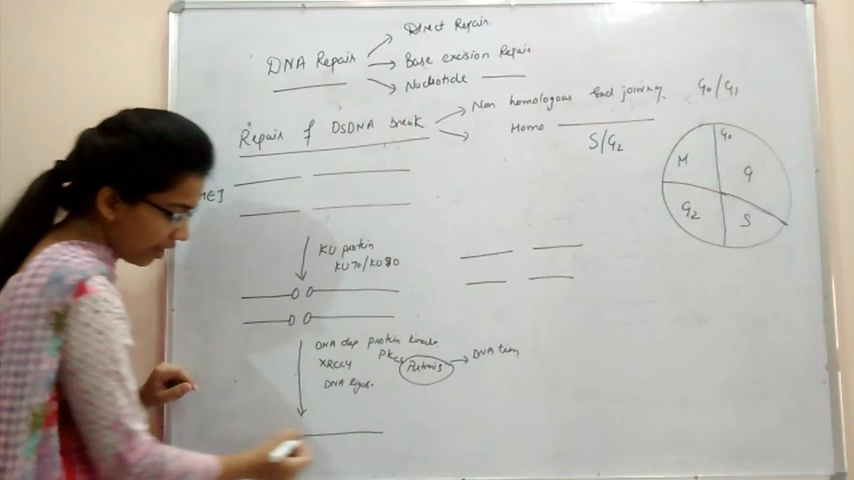 Direct Repair
DNA Repair
Base excision Repair
Nucleotide
Non homologous End joining G0/G1
Repair of DSDNA break
Homo
S/G2
G0
M
G
G2
S
HEJ
KU protein
KU70/KU80
DNA dep protein kinase
PKcs
Artemis
XRCC4
DNA